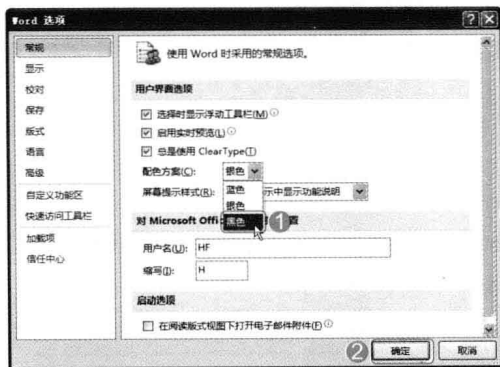 Word 选项
常规
显示
校对
保存
版式
语言
高级
自定义功能区
快速访问工具栏
加载项
信任中心
使用 Word 时采用的常规选项。
用户界面选项
选择时显示浮动工具栏(M)
启用实时预览(L)
总是使用 ClearType(T)
配色方案(C): 银色
蓝色
银色
黑色
屏幕提示样式(R): 示中显示功能说明
对 Microsoft Offic 置
用户名(U): HF
缩写(I): H
启动选项
在阅读版式视图下打开电子邮件附件(F)
1
2
确定
取消